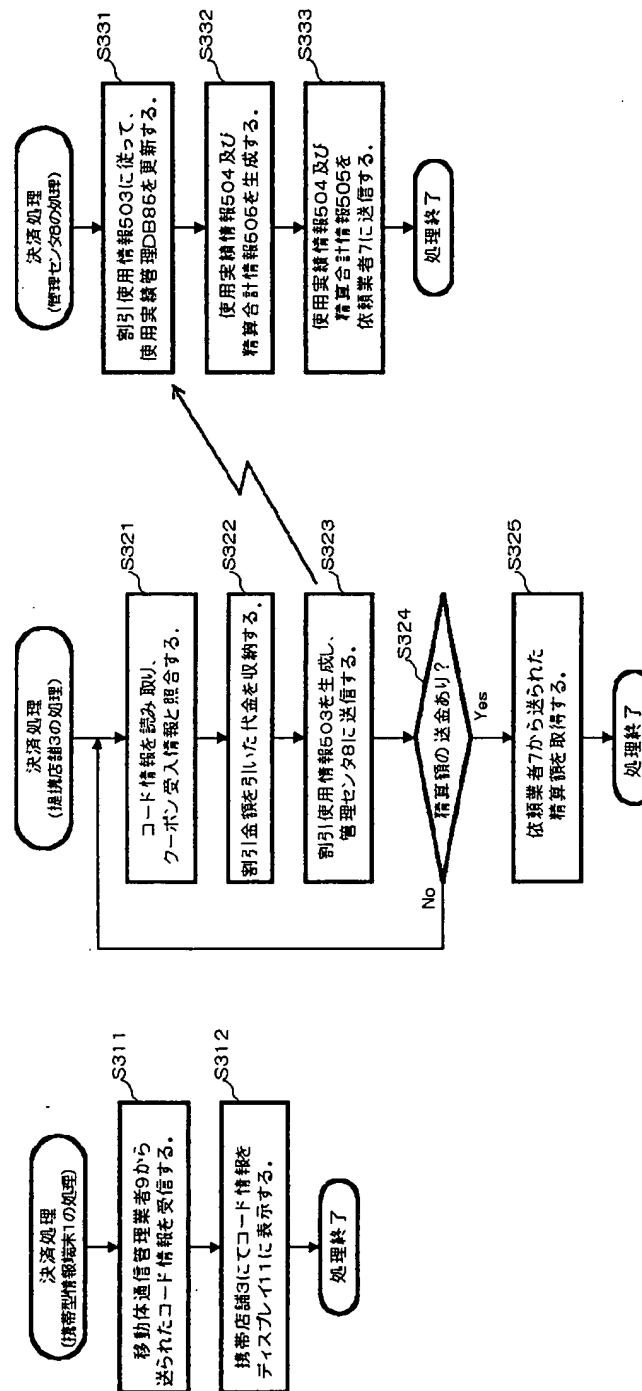 決済処理
(携帯型情報端末1の処理)
S311
移動体通信管理業者9から
送られたコード情報を受信する。
S312
携帯店舗3にてコード情報を
ディスプレイ11に表示する。
処理終了
決済処理
(提携店舗3の処理)
S321
コード情報を読み取り、
クーポン受入情報と照合する。
S322
割引金額を引いた代金を収納する。
S323
割引使用情報503を生成し、
管理センタ8に送信する。
S324
精算額の送金あり?
No
Yes
S325
依頼業者7から送られた
精算額を取得する。
処理終了
決済処理
(管理センタ8の処理)
S331
割引使用情報503に従って、
使用実績管理DB85を更新する。
S332
使用実績情報504及び
精算合計情報505を生成する。
S333
使用実績情報504及び
精算合計情報505を
依頼業者7に送信する。
処理終了